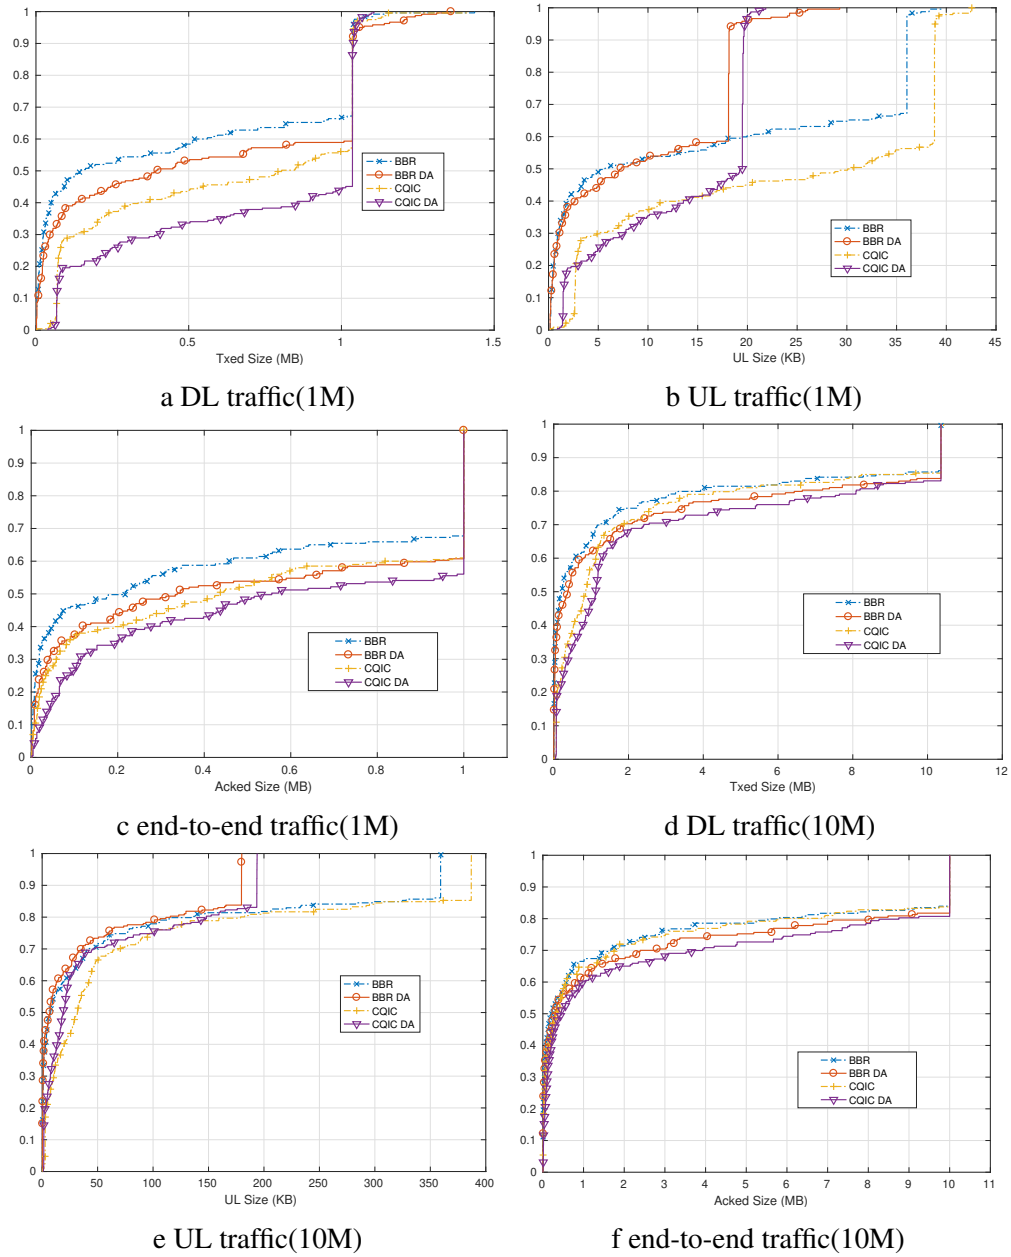 1
0.9
0.8
0.7
0.6
0.5
0.4
0.3
0.2
0.1
0
0 0.5 1 1.5
Txed Size (MB)
BBR
BBR DA
CQIC
CQIC DA
a DL traffic(1M)
1
0.9
0.8
0.7
0.6
0.5
0.4
0.3
0.2
0.1
0
0 5 10 15 20 25 30 35 40 45
UL Size (KB)
BBR
BBR DA
CQIC
CQIC DA
b UL traffic(1M)
1
0.9
0.8
0.7
0.6
0.5
0.4
0.3
0.2
0.1
0
0 0.2 0.4 0.6 0.8 1
Acked Size (MB)
BBR
BBR DA
CQIC
CQIC DA
c end-to-end traffic(1M)
1
0.9
0.8
0.7
0.6
0.5
0.4
0.3
0.2
0.1
0
0 2 4 6 8 10 12
Txed Size (MB)
BBR
BBR DA
CQIC
CQIC DA
d DL traffic(10M)
1
0.9
0.8
0.7
0.6
0.5
0.4
0.3
0.2
0.1
0
0 50 100 150 200 250 300 350 400
UL Size (KB)
BBR
BBR DA
CQIC
CQIC DA
e UL traffic(10M)
1
0.9
0.8
0.7
0.6
0.5
0.4
0.3
0.2
0.1
0
0 1 2 3 4 5 6 7 8 9 10 11
Acked Size (MB)
BBR
BBR DA
CQIC
CQIC DA
f end-to-end traffic(10M)